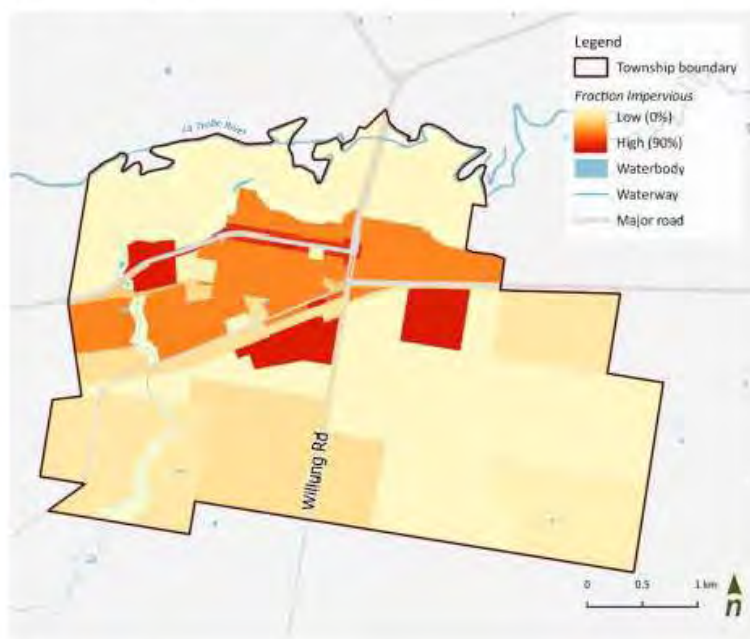 Legend
Township boundary
Fraction Impervious
Low (0%)
High (90%)
Waterbody
Waterway
Major road
La Trobe River
Willung Rd
0 0.5 1 km
n